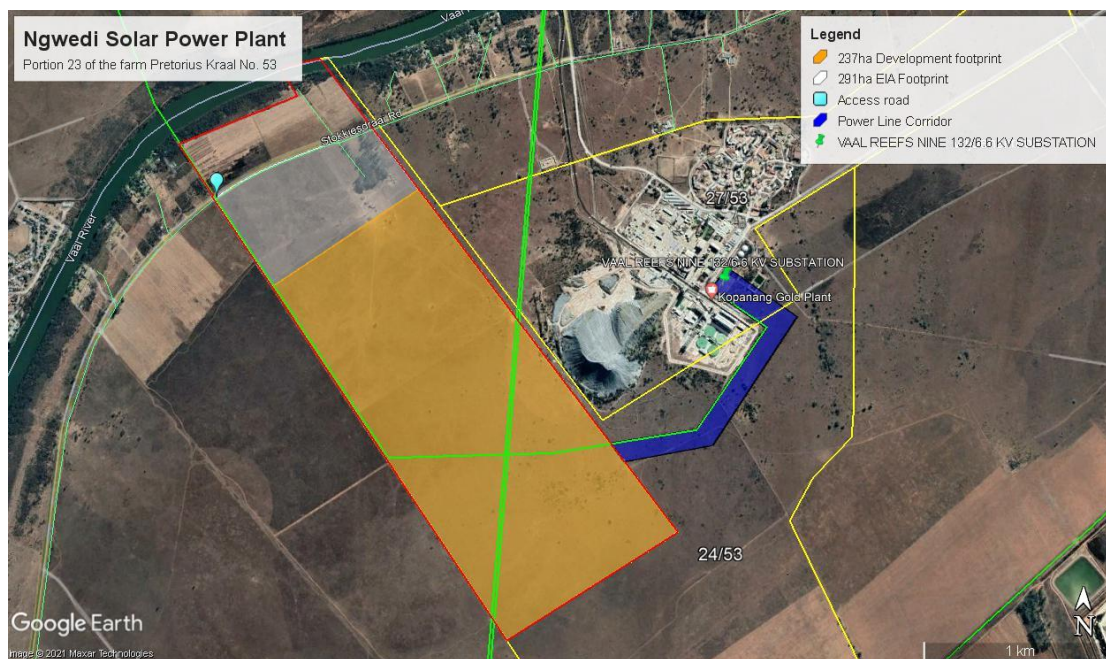 Ngwedi Solar Power Plant
Portion 23 of the farm Pretorius Kraal No. 53
Legend
237ha Development footprint
291ha EIA Footprint
Access road
Power Line Corridor
VAAL REEFS NINE 132/6.6 KV SUBSTATION
Vaal
Stokkiesdraai Rd
27/53
Vaal River
VAAL REEFS NINE 132/6.6 KV SUBSTATION
Kopanang Gold Plant
24/53
Google Earth
Image © 2021 Maxar Technologies
N
1 km